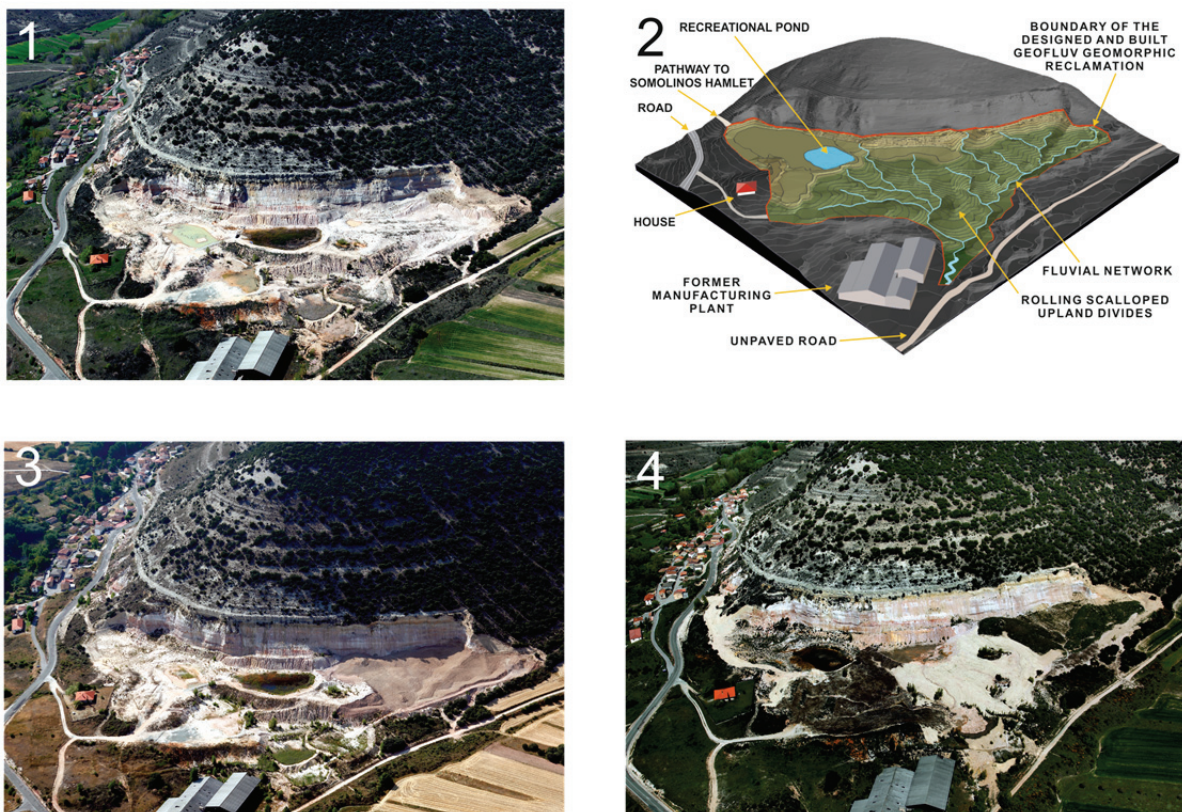 1
2
RECREATIONAL POND
BOUNDARY OF THE
DESIGNED AND BUILT
GEOFLUV GEOMORPHIC
RECLAMATION
PATHWAY TO
SOMOLINOS HAMLET
ROAD
HOUSE
FORMER
MANUFACTURING
PLANT
UNPAVED ROAD
FLUVIAL NETWORK
ROLLING SCALLOPED
UPLAND DIVIDES
3
4